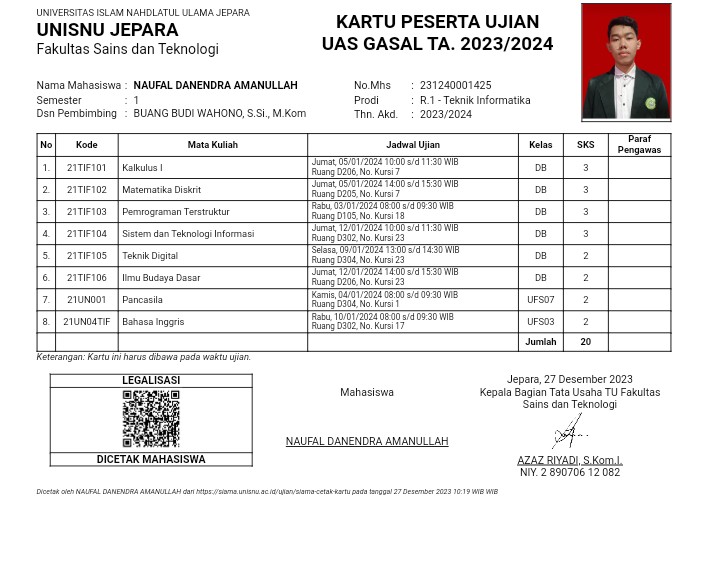 UNIVERSITAS ISLAM NAHDLATUL ULAMA JEPARA
UNISNU JEPARA
Fakultas Sains dan Teknologi
KARTU PESERTA UJIAN
UAS GASAL TA. 2023/2024
Nama Mahasiswa : NAUFAL DANENDRA AMANULLAH
Semester : 1
Dsn Pembimbing : BUANG BUDI WAHONO, S.Si., M.Kom
No.Mhs : 231240001425
Prodi : R.1 - Teknik Informatika
Thn. Akd. : 2023/2024
No Kode Mata Kuliah Jadwal Ujian Kelas SKS Paraf Pengawas
1. 21TIF101 Kalkulus I Jumat, 05/01/2024 10:00 s/d 11:30 WIB DB 3
Ruang D206, No. Kursi 7
2. 21TIF102 Matematika Diskrit Jumat, 05/01/2024 14:00 s/d 15:30 WIB DB 3
Ruang D205, No. Kursi 7
3. 21TIF103 Pemrograman Terstruktur Rabu, 03/01/2024 08:00 s/d 09:30 WIB DB 3
Ruang D105, No. Kursi 18
4. 21TIF104 Sistem dan Teknologi Informasi Jumat, 12/01/2024 10:00 s/d 11:30 WIB DB 3
Ruang D302, No. Kursi 23
5. 21TIF105 Teknik Digital Selasa, 09/01/2024 13:00 s/d 14:30 WIB DB 2
Ruang D304, No. Kursi 23
6. 21TIF106 Ilmu Budaya Dasar Jumat, 12/01/2024 14:00 s/d 15:30 WIB DB 2
Ruang D206, No. Kursi 23
7. 21UN001 Pancasila Kamis, 04/01/2024 08:00 s/d 09:30 WIB UFS07 2
Ruang D304, No. Kursi 1
8. 21UN04TIF Bahasa Inggris Rabu, 10/01/2024 08:00 s/d 09:30 WIB UFS03 2
Ruang D302, No. Kursi 17
Jumlah 20
Keterangan: Kartu ini harus dibawa pada waktu ujian.
LEGALISASI
DICETAK MAHASISWA
Mahasiswa
NAUFAL DANENDRA AMANULLAH
Jepara, 27 Desember 2023
Kepala Bagian Tata Usaha TU Fakultas
Sains dan Teknologi
AZAZ RIYADI, S.Kom.I.
NIY. 2 890706 12 082
Dicetak oleh NAUFAL DANENDRA AMANULLAH dari https://siama.unisnu.ac.id/ujian/siama-cetak-kartu pada tanggal 27 Desember 2023 10:19 WIB WIB